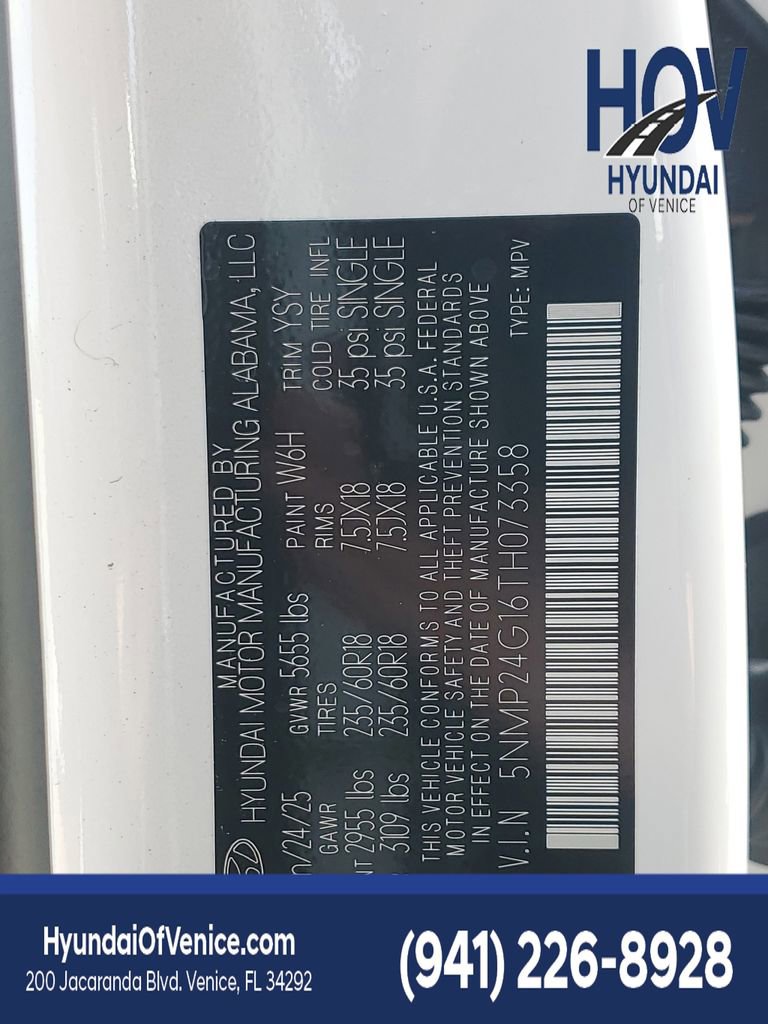 HOV
HYUNDAI
OF VENICE
MANUFACTURED BY
HYUNDAI MOTOR MANUFACTURING ALABAMA, LLC
/24/25 GVWR 5655 lbs PAINT W6H TRIM YSY
GAWR TIRES RIMS COLD TIRE INFL
2955 lbs 235/60R18 7.5JX18 35 psi SINGLE
3109 lbs 235/60R18 7.5JX18 35 psi SINGLE
THIS VEHICLE CONFORMS TO ALL APPLICABLE U.S.A. FEDERAL
MOTOR VEHICLE SAFETY AND THEFT PREVENTION STANDARDS
IN EFFECT ON THE DATE OF MANUFACTURE SHOWN ABOVE
V.I.N 5NMP24G16TH073358 TYPE: MPV
HyundaiOfVenice.com
200 Jacaranda Blvd. Venice, FL 34292
(941) 226-8928